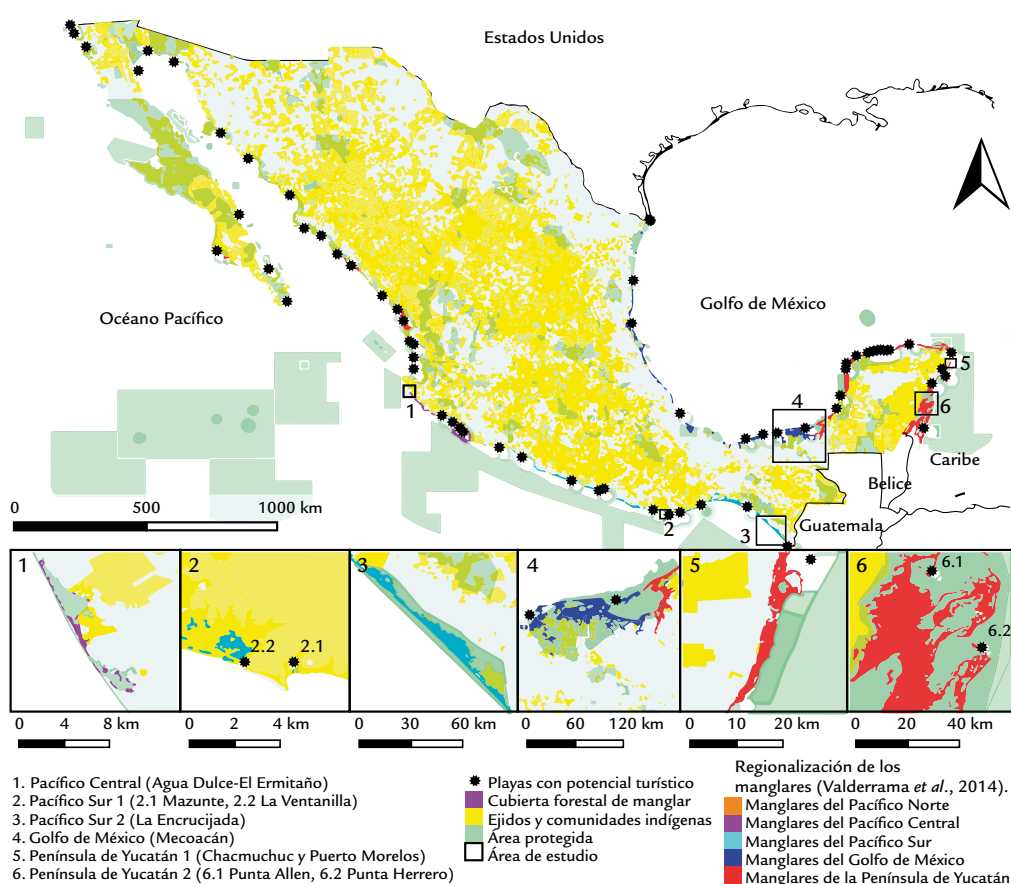 Estados Unidos
Golfo de México
Océano Pacífico
5
4
6
1
Caribe
Belice
0 500 1000 km
Guatemala
2
3
1
2
2.2
2.1
3
4
5
6
6.1
6.2
0 4 8 km
0 2 4 km
0 30 60 km
0 60 120 km
0 10 20 km
0 20 40 km
1. Pacífico Central (Agua Dulce-El Ermitaño)
2. Pacífico Sur 1 (2.1 Mazunte, 2.2 La Ventanilla)
3. Pacífico Sur 2 (La Encrucijada)
4. Golfo de México (Mecoacán)
5. Península de Yucatán 1 (Chacmuchuc y Puerto Morelos)
6. Península de Yucatán 2 (6.1 Punta Allen, 6.2 Punta Herrero)
Playas con potencial turístico
Cubierta forestal de manglar
Ejidos y comunidades indígenas
Área protegida
Área de estudio
Regionalización de los
manglares (Valderrama et al., 2014).
Manglares del Pacífico Norte
Manglares del Pacífico Central
Manglares del Pacífico Sur
Manglares del Golfo de México
Manglares de la Península de Yucatán